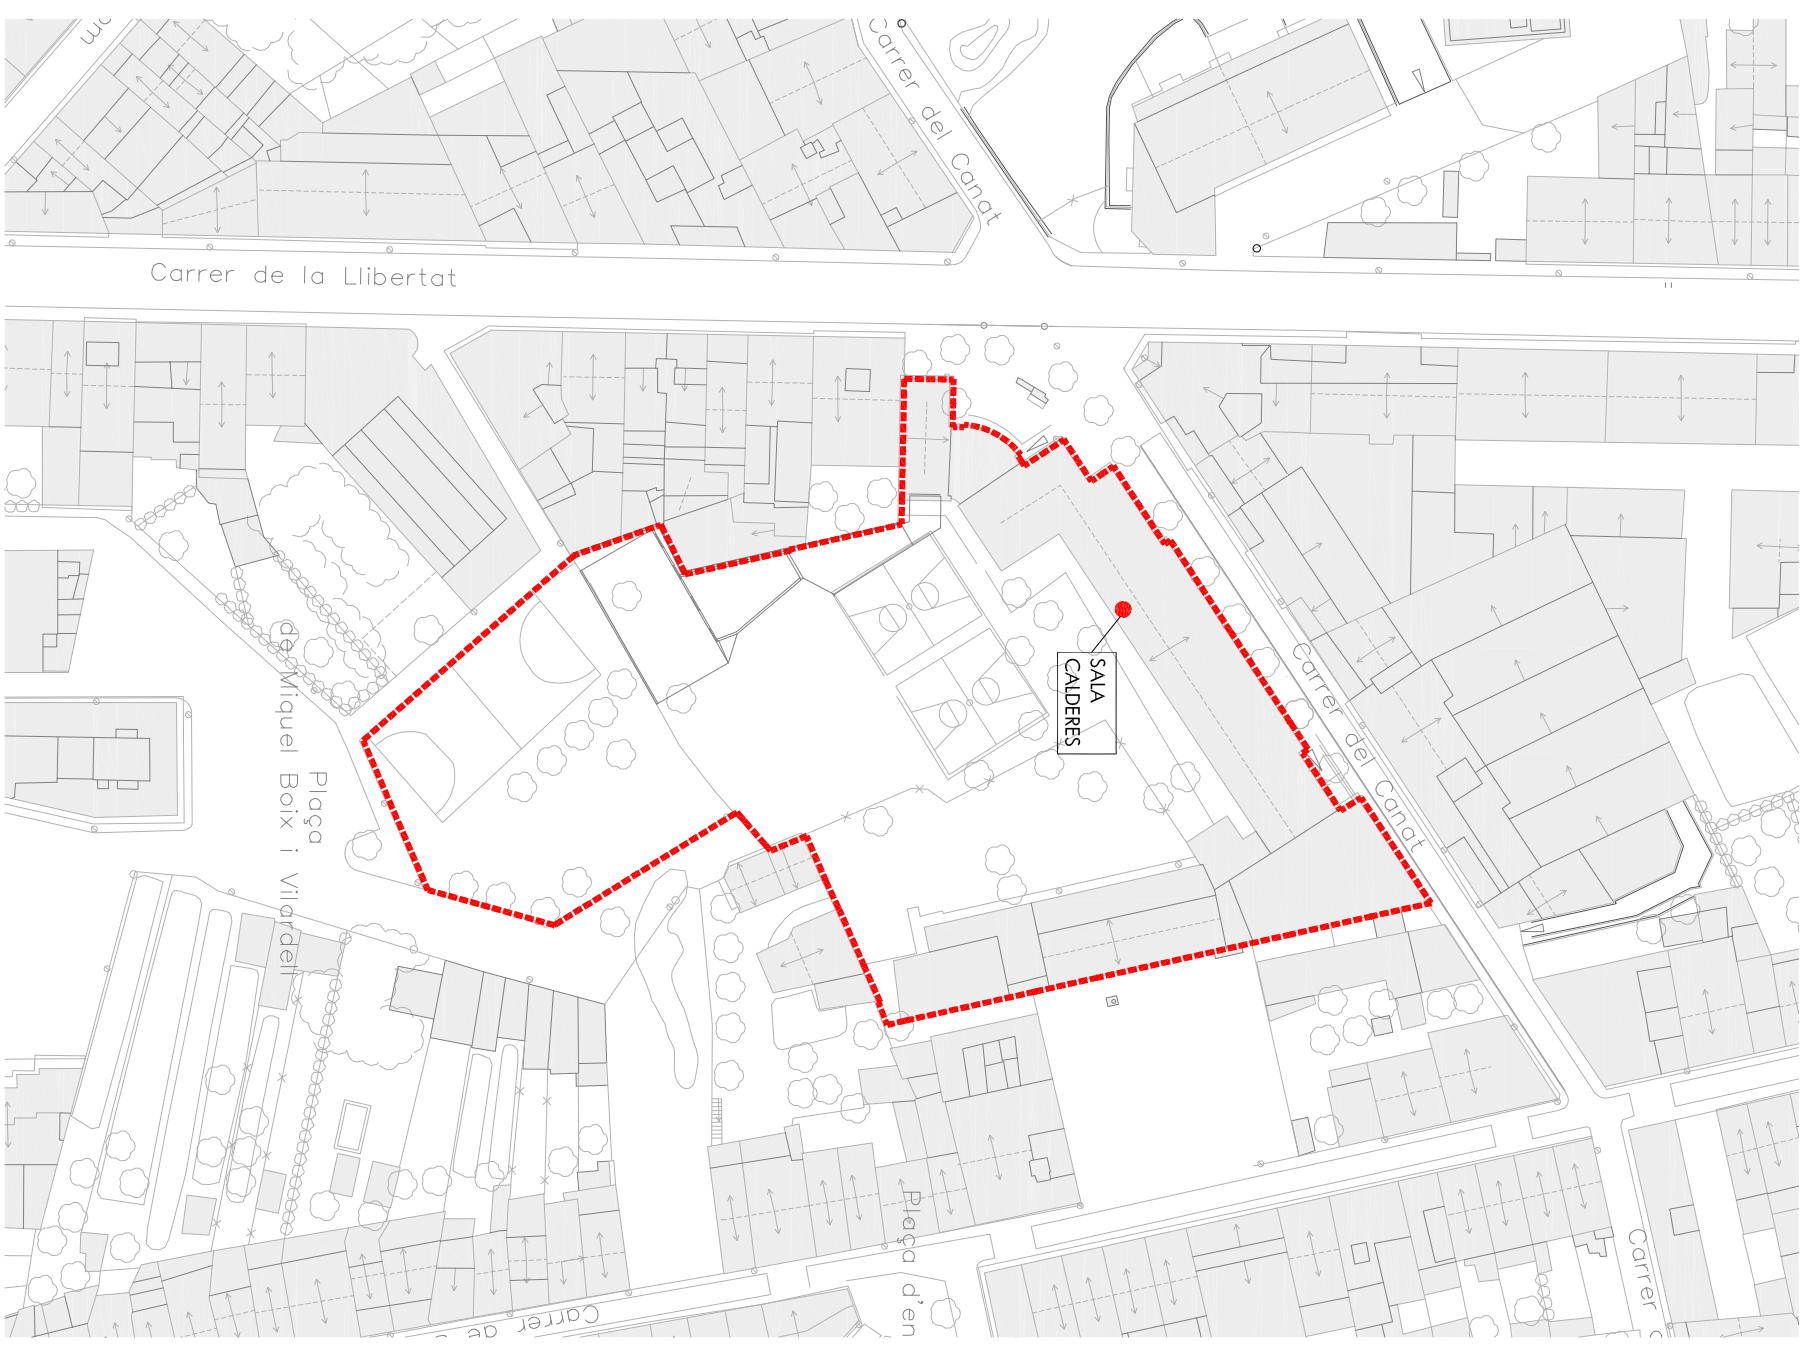 Carrer del Canat
Carrer de la Llibertat
SALA
CALDERES
Carrer del Canat
Plaça
de Miquel Boix i Vilardell
Plaça d'en
Carrer de
Carrer